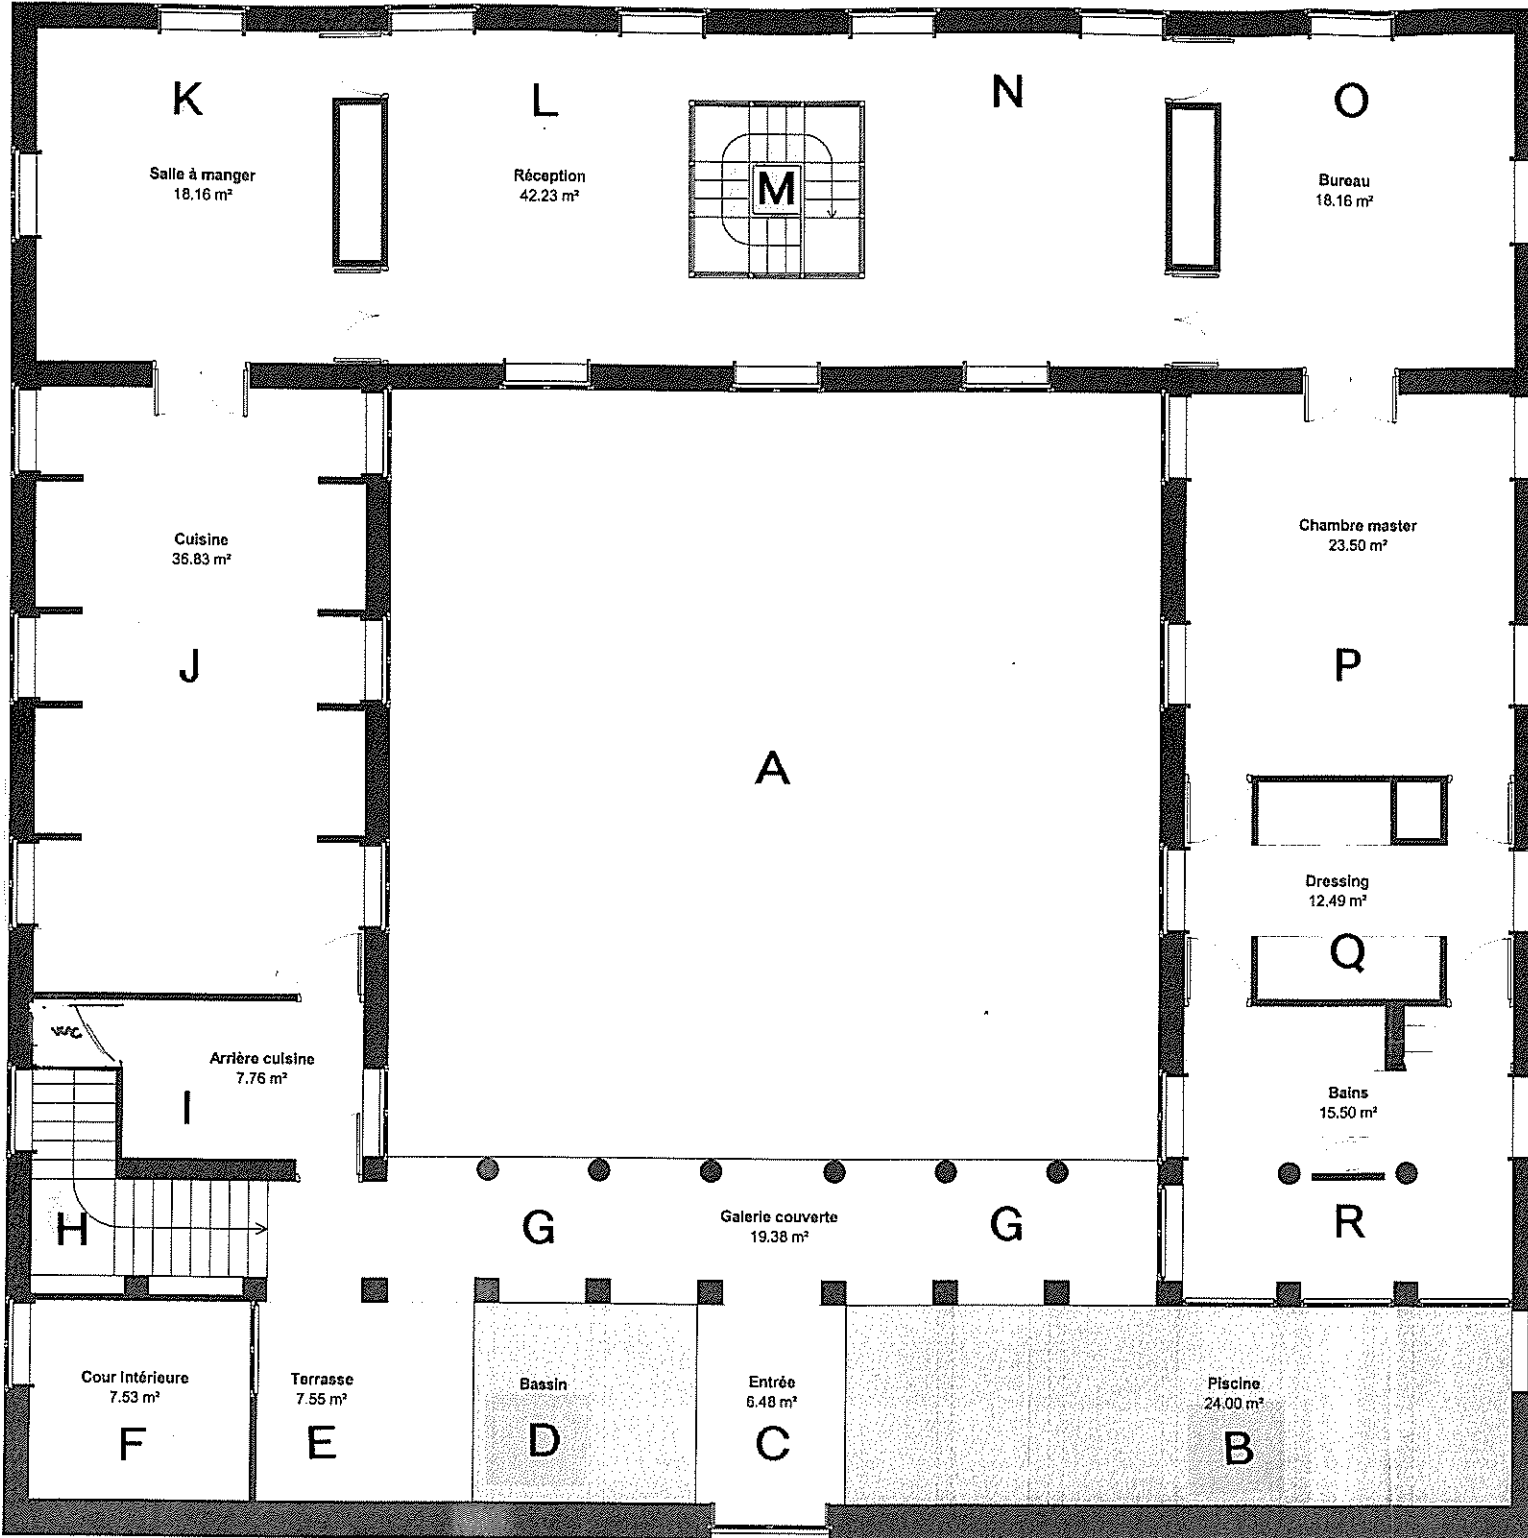 K
L
N
O
Salle à manger
18.16 m²
Réception
42.23 m²
M
Bureau
18.16 m²
Cuisine
36.83 m²
Chambre master
23.50 m²
J
P
A
Dressing
12.49 m²
Q
WC
Arrière cuisine
7.76 m²
I
Bains
15.50 m²
H
G
Galerie couverte
19.38 m²
G
R
Cour intérieure
7.53 m²
F
Terrasse
7.55 m²
E
Bassin
D
Entrée
6.48 m²
C
Piscine
24.00 m²
B